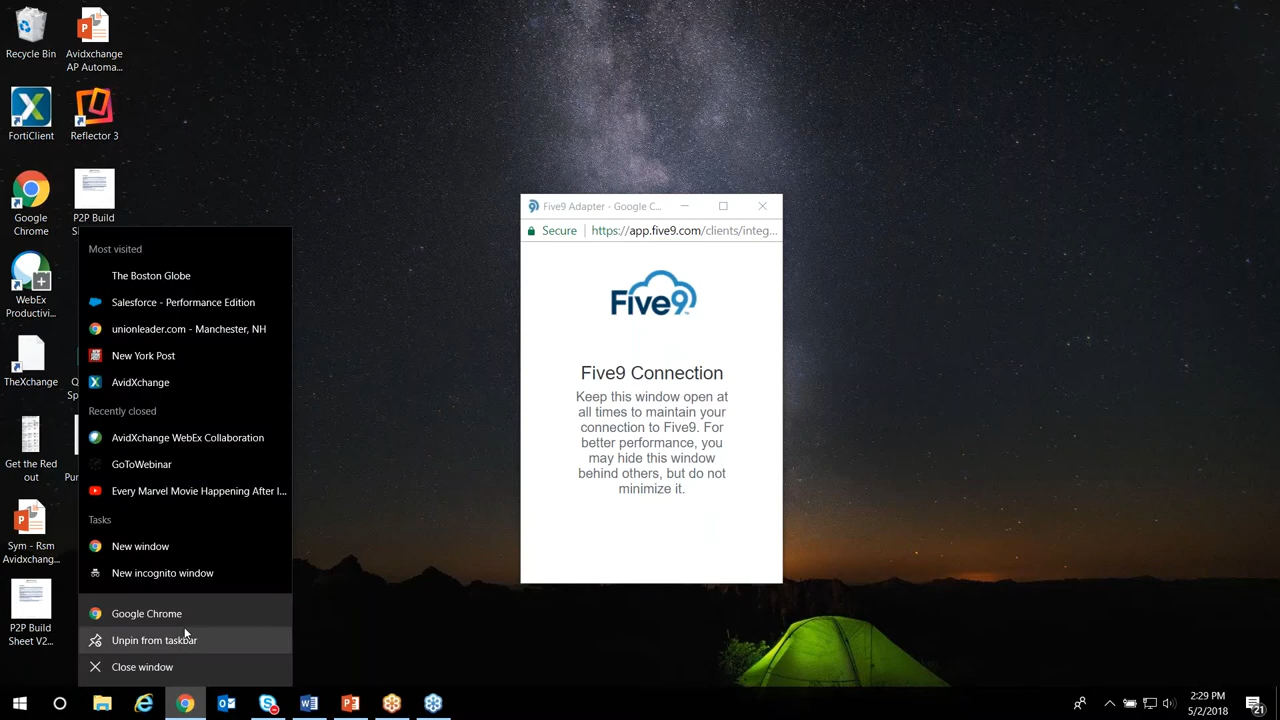 Recycle Bin
Avidxchange
AP Automa...
FortiClient
Reflector 3
Google
Chrome
P2P Build
WebEx
Productivi...
TheXchange
Get the Red
out
Sym - Rsm
Avidxchang...
P2P Build
Sheet V2...
Most visited
The Boston Globe
Salesforce - Performance Edition
unionleader.com - Manchester, NH
New York Post
AvidXchange
Recently closed
AvidXchange WebEx Collaboration
GoToWebinar
Every Marvel Movie Happening After I...
Tasks
New window
New incognito window
Google Chrome
Unpin from taskbar
Close window
Five9 Adapter - Google C...
Secure
https://app.five9.com/clients/integ...
Five9
Five9 Connection
Keep this window open at
all times to maintain your
connection to Five9. For
better performance, you
may hide this window
behind others, but do not
minimize it.
2:29 PM
5/2/2018
21